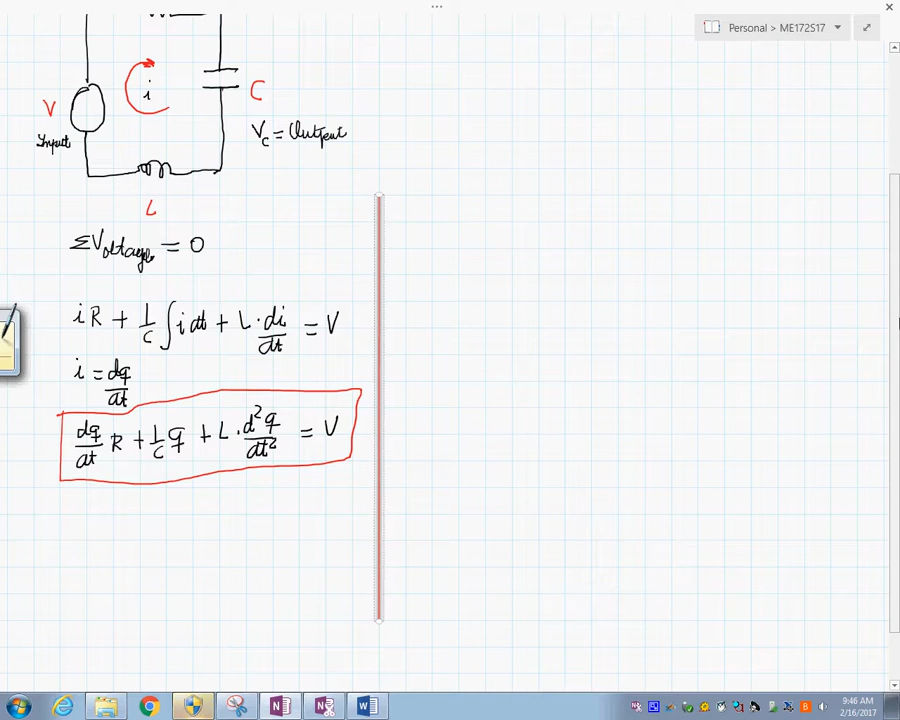 Personal > ME172S17
V
i
C
Input
V_C = Output
L
ΣVoltages = 0
iR + 1/C ∫ i dt + L · di/dt = V
i = dq/dt
dq/dt R + 1/C q + L · d²q/dt² = V
9:46 AM
2/16/2017